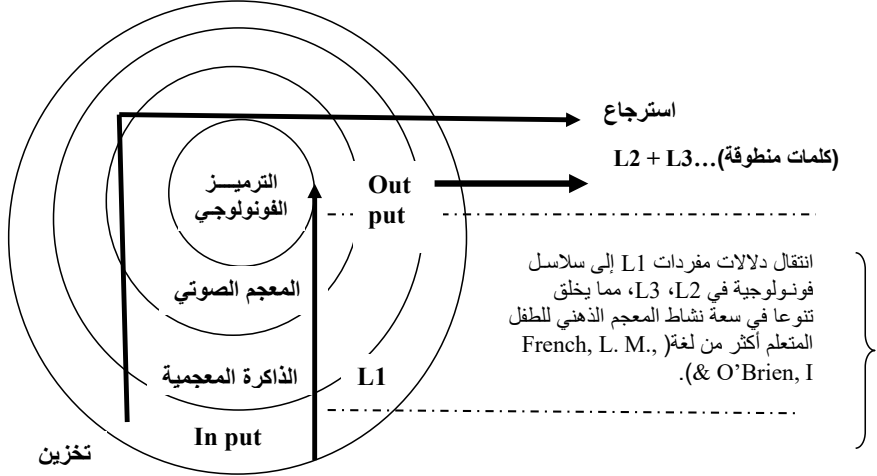 استرجاع
(كلمات منطوقة)...L2 + L3
الترميـــز
الفونولوجي
Out
put
المعجم الصوتي
انتقال دلالات مفردات L1 إلى سلاسل
فونولوجية في L2، L3، مما يخلق
تنوعا في سعة نشاط المعجم الذهني للطفل
المتعلم أكثر من لغة( French, L. M.,
& O’Brien, I).
الذاكرة المعجمية
L1
In put
تخزين